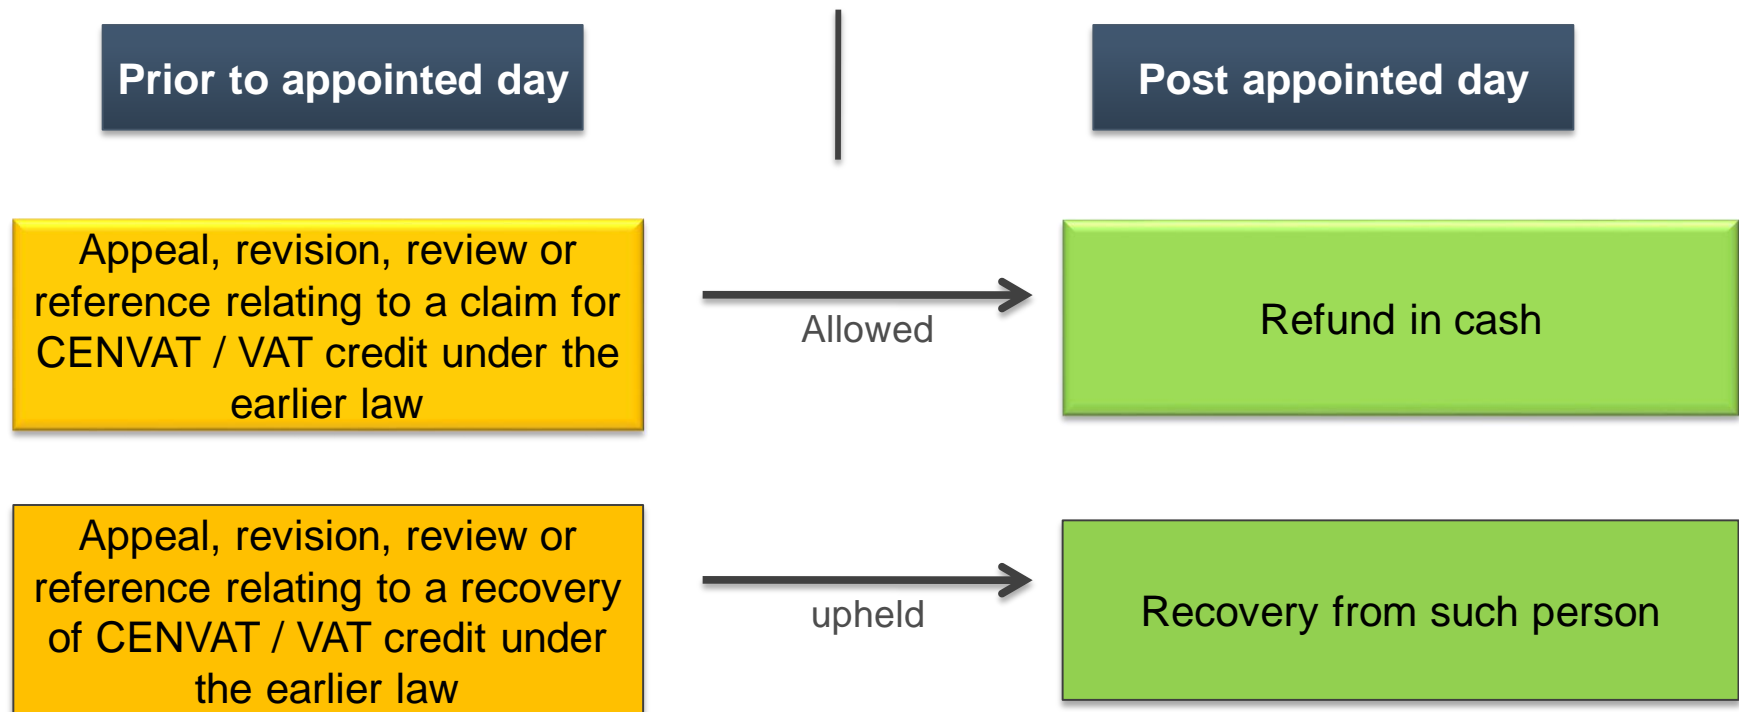 Prior to appointed day
Post appointed day
Appeal, revision, review or
reference relating to a claim for
CENVAT / VAT credit under the
earlier law
Allowed
Refund in cash
Appeal, revision, review or
reference relating to a recovery
of CENVAT / VAT credit under
the earlier law
upheld
Recovery from such person